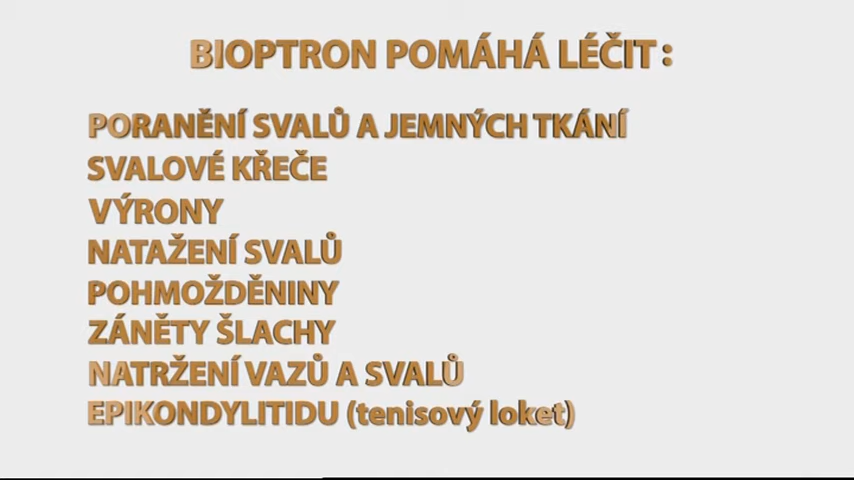 BIOPTRON POMÁHÁ LÉČIT:
PORANĚNÍ SVALŮ A JEMNÝCH TKÁNÍ
SVALOVÉ KŘEČE
VÝRONY
NATAŽENÍ SVALŮ
POHMOŽDĚNINY
ZÁNĚTY ŠLACHY
NATRŽENÍ VAZŮ A SVALŮ
EPIKONDYLITIDU (tenisový loket)